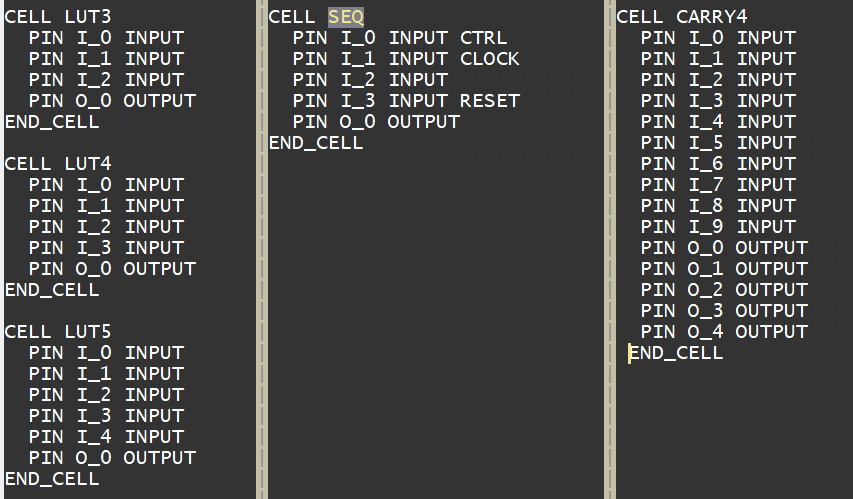 CELL LUT3
PIN I_0 INPUT
PIN I_1 INPUT
PIN I_2 INPUT
PIN O_0 OUTPUT
END_CELL
CELL LUT4
PIN I_0 INPUT
PIN I_1 INPUT
PIN I_2 INPUT
PIN I_3 INPUT
PIN O_0 OUTPUT
END_CELL
CELL LUT5
PIN I_0 INPUT
PIN I_1 INPUT
PIN I_2 INPUT
PIN I_3 INPUT
PIN I_4 INPUT
PIN O_0 OUTPUT
END_CELL
CELL SEQ
PIN I_0 INPUT CTRL
PIN I_1 INPUT CLOCK
PIN I_2 INPUT
PIN I_3 INPUT RESET
PIN O_0 OUTPUT
END_CELL
CELL CARRY4
PIN I_0 INPUT
PIN I_1 INPUT
PIN I_2 INPUT
PIN I_3 INPUT
PIN I_4 INPUT
PIN I_5 INPUT
PIN I_6 INPUT
PIN I_7 INPUT
PIN I_8 INPUT
PIN I_9 INPUT
PIN O_0 OUTPUT
PIN O_1 OUTPUT
PIN O_2 OUTPUT
PIN O_3 OUTPUT
PIN O_4 OUTPUT
END_CELL